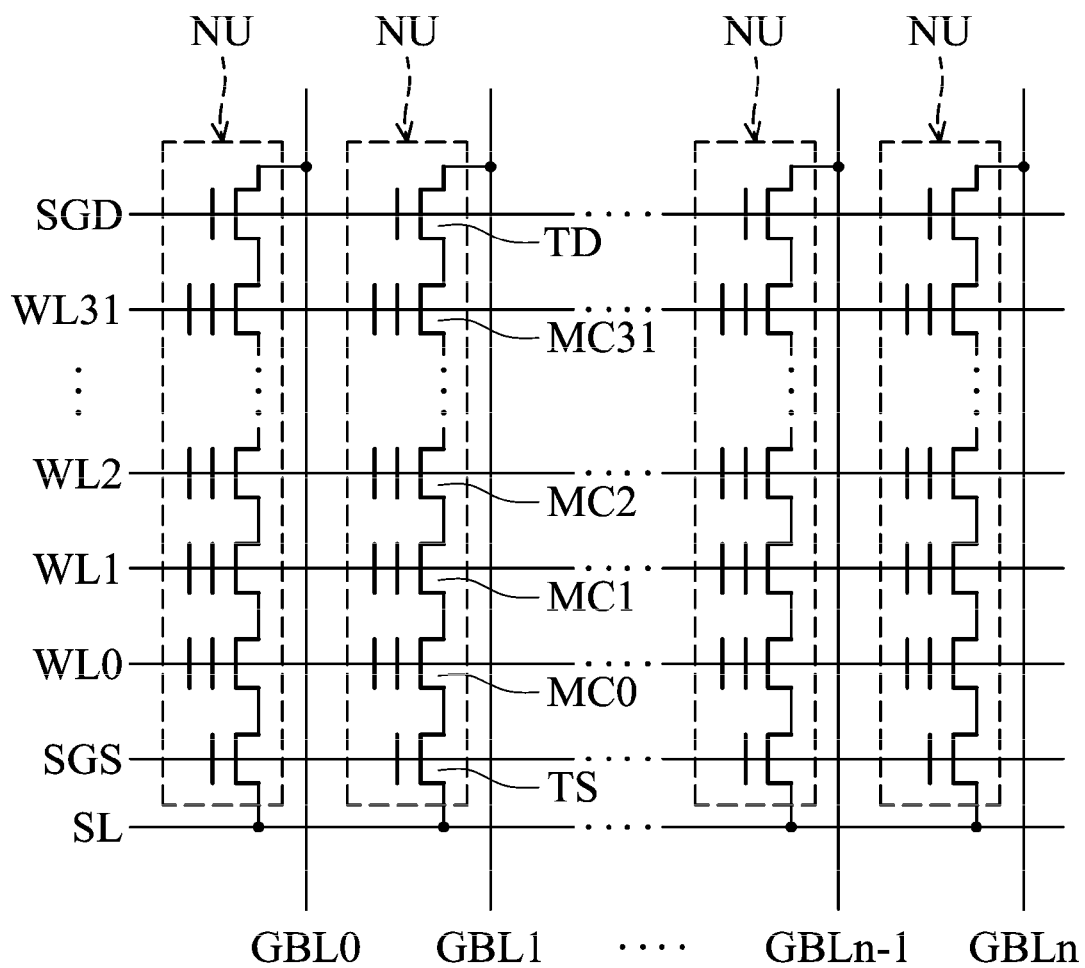 NU NU NU NU
SGD
TD
WL31
MC31
WL2
MC2
WL1
MC1
WL0
MC0
SGS
TS
SL
GBL0 GBL1 ···· GBLn-1 GBLn